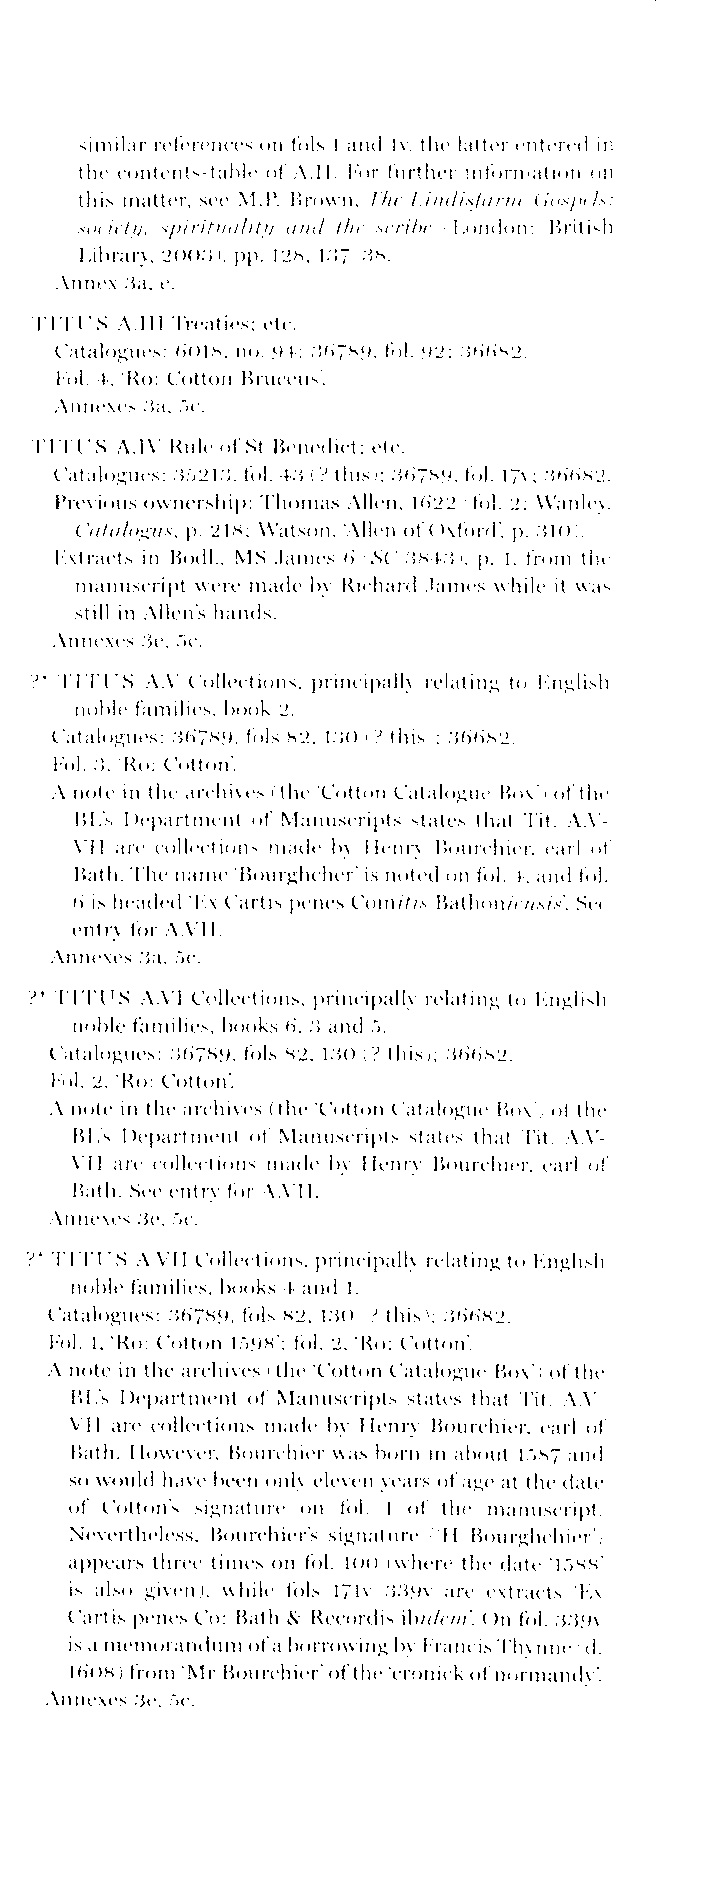 similar references on fols 1 and 1v, the latter entered in
the contents-table of A.II. For further information on
this matter, see M.P. Brown, The Lindisfarne Gospels:
society, spirituality and the scribe (London: British
Library, 2003), pp. 128, 137–38.
Annex 3a, e.
TITUS A.III Treaties; etc.
Catalogues: 6018, no. 94; 36789, fol. 92; 36682.
Fol. 4, 'Ro: Cotton Bruceus'.
Annexes 3a, 5c.
TITUS A.IV Rule of St Benedict; etc.
Catalogues: 35213, fol. 43 (? this); 36789, fol. 17v; 36682.
Previous ownership: Thomas Allen, 1622 (fol. 2; Wanley,
Catalogus, p. 218; Watson, 'Allen of Oxford', p. 310).
Extracts in Bodl., MS James 6 (SC 3843), p. 1, from the
manuscript were made by Richard James while it was
still in Allen's hands.
Annexes 3e, 5c.
?* TITUS A.V Collections, principally relating to English
noble families, book 2.
Catalogues: 36789, fols 82, 130 (? this); 36682.
Fol. 3, 'Ro: Cotton'.
A note in the archives (the 'Cotton Catalogue Box') of the
BL's Department of Manuscripts states that Tit. A.V–
VII are collections made by Henry Bourchier, earl of
Bath. The name 'Bourghcher' is noted on fol. 4, and fol.
6 is headed 'Ex Cartis penes Comitis Bathoniensis'. See
entry for A.VII.
Annexes 3a, 5c.
?* TITUS A.VI Collections, principally relating to English
noble families, books 6, 3 and 5.
Catalogues: 36789, fols 82, 130 (? this); 36682.
Fol. 2, 'Ro: Cotton'.
A note in the archives (the 'Cotton Catalogue Box') of the
BL's Department of Manuscripts states that Tit. A.V–
VII are collections made by Henry Bourchier, earl of
Bath. See entry for A.VII.
Annexes 3e, 5c.
?* TITUS A.VII Collections, principally relating to English
noble families, books 4 and 1.
Catalogues: 36789, fols 82, 130 (? this); 36682.
Fol. 1, 'Ro: Cotton 1598'; fol. 2, 'Ro: Cotton'.
A note in the archives (the 'Cotton Catalogue Box') of the
BL's Department of Manuscripts states that Tit. A.V–
VII are collections made by Henry Bourchier, earl of
Bath. However, Bourchier was born in about 1587 and
so would have been only eleven years of age at the date
of Cotton's signature on fol. 1 of the manuscript.
Nevertheless, Bourchier's signature ('H Bourghchier')
appears three times on fol. 100 (where the date '1588'
is also given), while fols 171v–339v are extracts 'Ex
Cartis penes Co: Bath & Recordis ibidem'. On fol. 339v
is a memorandum of a borrowing by Francis Thynne (d.
1608) from 'Mr Bourchier' of the 'cronick of normandy'.
Annexes 3e, 5c.